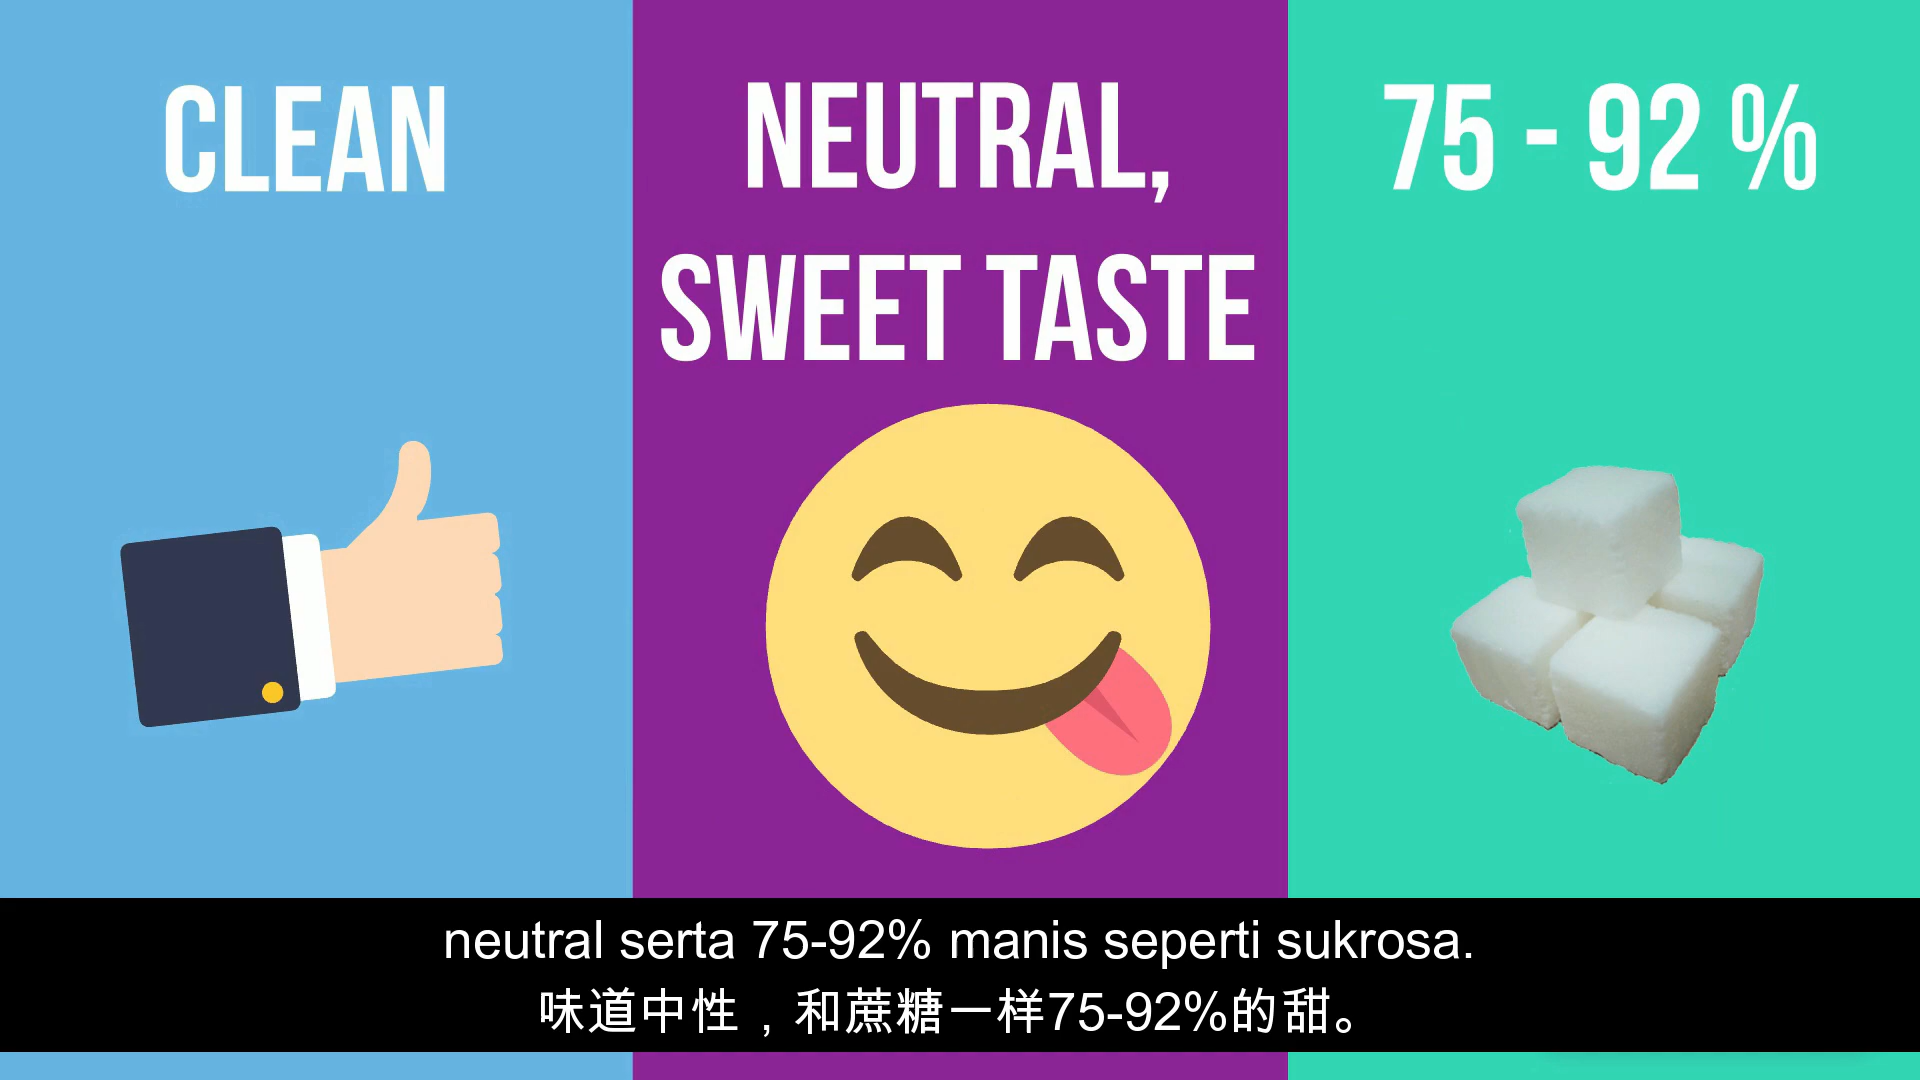 CLEAN
NEUTRAL,
SWEET TASTE
75 - 92 %
neutral serta 75-92% manis seperti sukrosa.
味道中性，和蔗糖一样75-92%的甜。